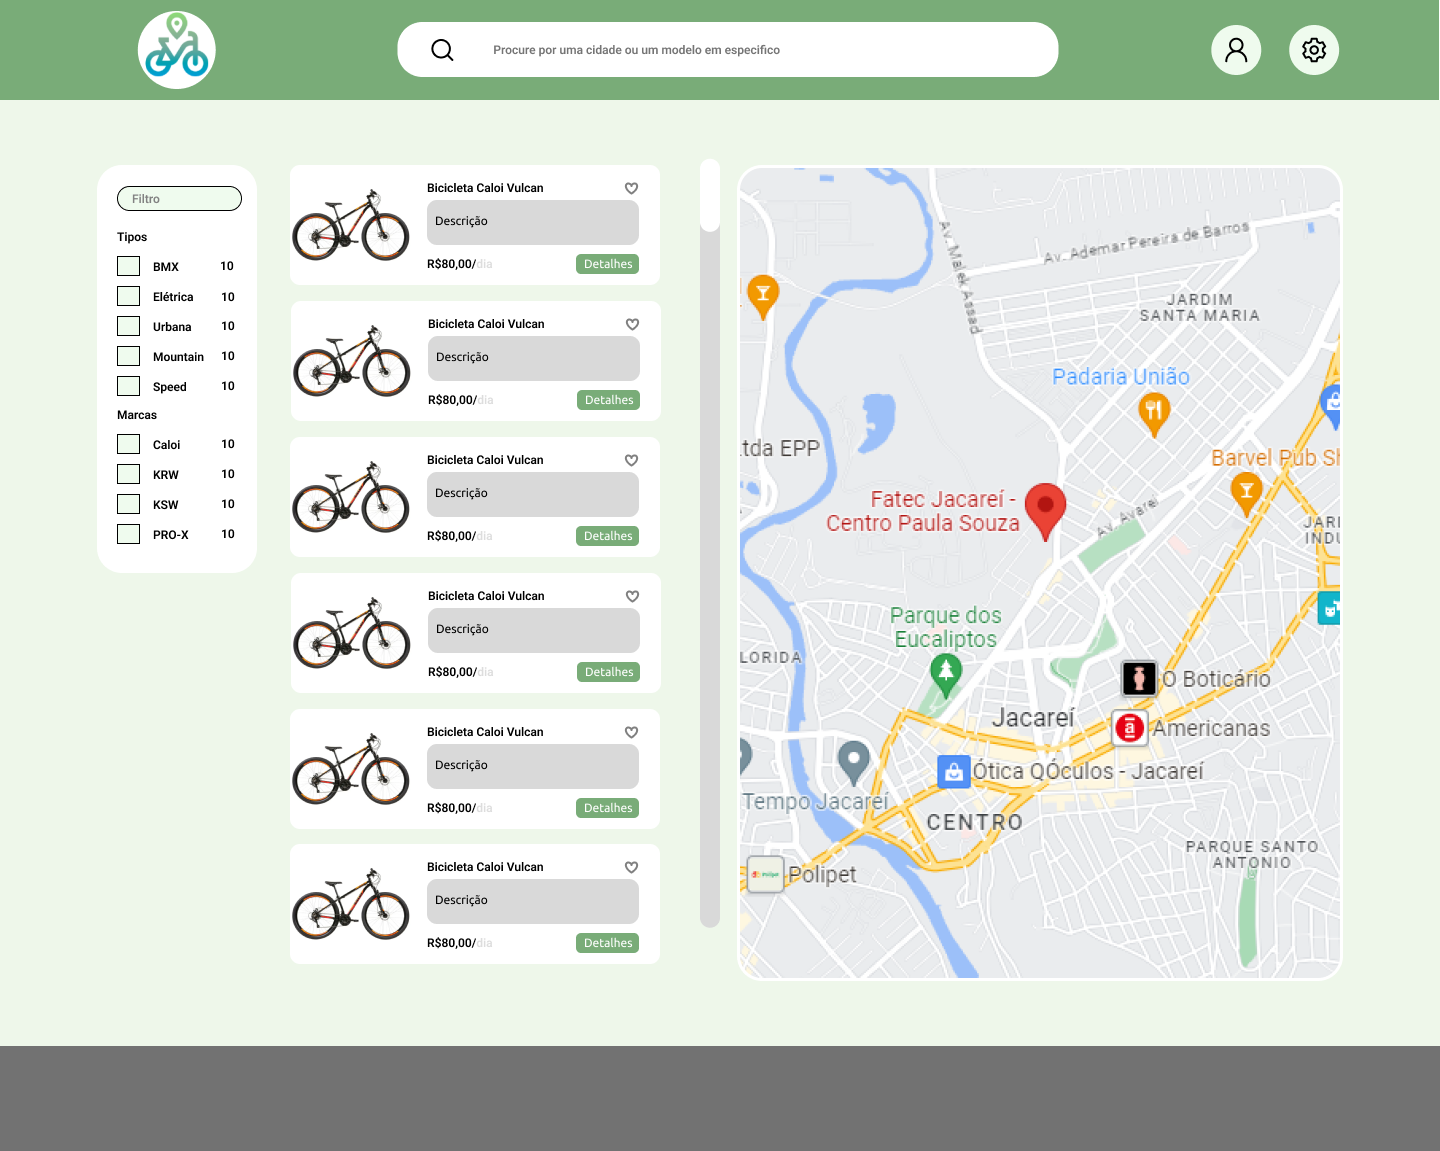 Procure por uma cidade ou um modelo em especifico
Filtro
Tipos
BMX 10
Elétrica 10
Urbana 10
Mountain 10
Speed 10
Marcas
Caloi 10
KRW 10
KSW 10
PRO-X 10
Bicicleta Caloi Vulcan
Descrição
R$80,00/dia Detalhes
Bicicleta Caloi Vulcan
Descrição
R$80,00/dia Detalhes
Bicicleta Caloi Vulcan
Descrição
R$80,00/dia Detalhes
Bicicleta Caloi Vulcan
Descrição
R$80,00/dia Detalhes
Bicicleta Caloi Vulcan
Descrição
R$80,00/dia Detalhes
Bicicleta Caloi Vulcan
Descrição
R$80,00/dia Detalhes
Av. Malek Assad
Av. Ademar Pereira de Barros
JARDIM
SANTA MARIA
Padaria União
tda EPP
Barvel Pub Sh
Fatec Jacareí -
Centro Paula Souza
Av. Avareí
JARI
INDU
Parque dos
Eucaliptos
LORIDA
O Boticário
Jacareí
Americanas
Ótica QÓculos - Jacareí
Tempo Jacareí
CENTRO
PARQUE SANTO
ANTONIO
Polipet